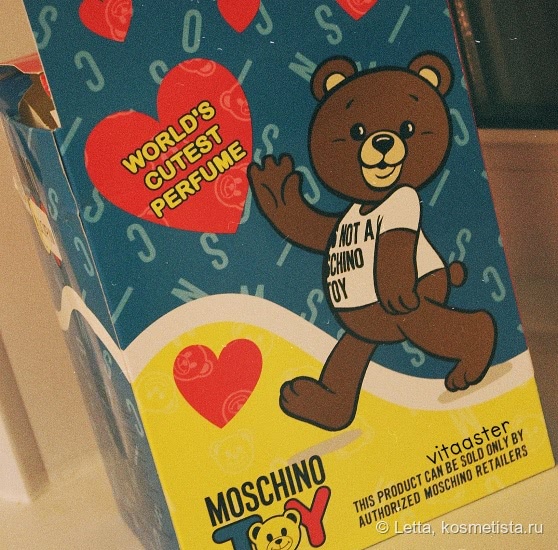 WORLD'S
CUTEST
PERFUME
NOT A
TOY
MOSCHINO
TOY
vitaaster
THIS PRODUCT CAN BE SOLD ONLY BY
AUTHORIZED MOSCHINO RETAILERS
© Letta, kosmetista.ru